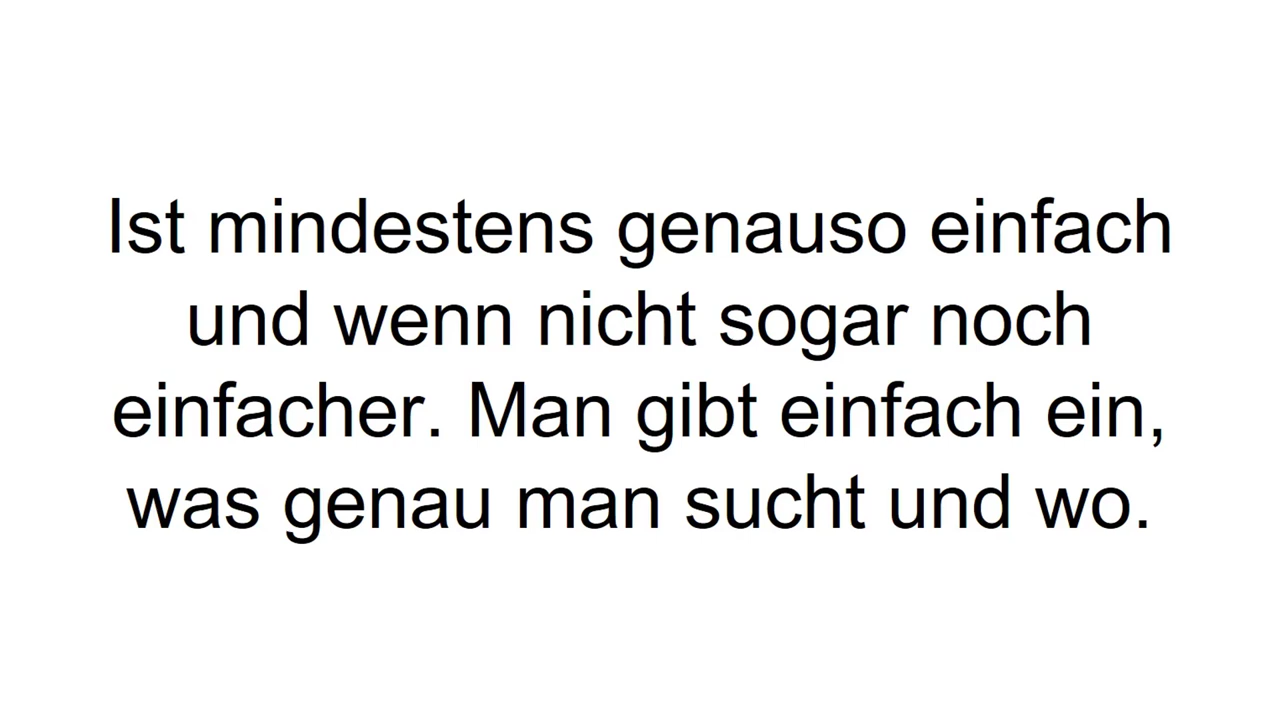 Ist mindestens genauso einfach
und wenn nicht sogar noch
einfacher. Man gibt einfach ein,
was genau man sucht und wo.